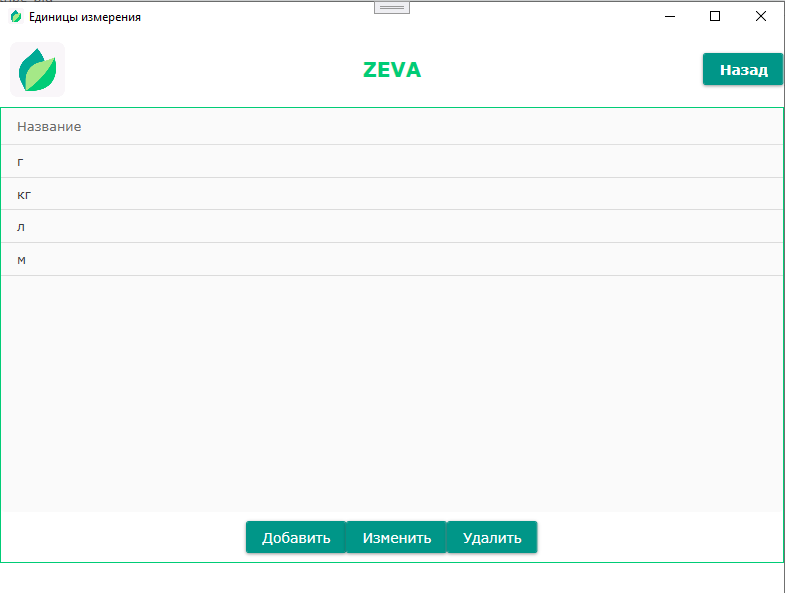 Единицы измерения
ZEVA
Назад
Название
г
кг
л
м
Добавить Изменить Удалить